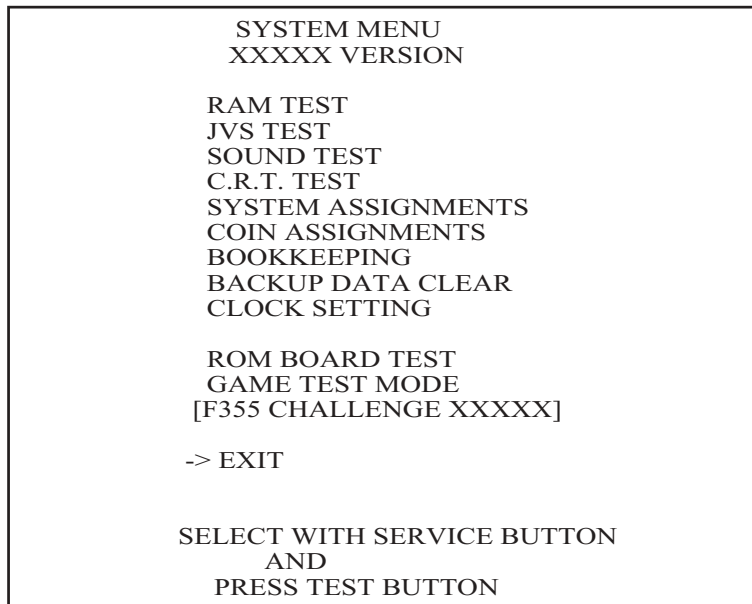 SYSTEM MENU
XXXXX VERSION
RAM TEST
JVS TEST
SOUND TEST
C.R.T. TEST
SYSTEM ASSIGNMENTS
COIN ASSIGNMENTS
BOOKKEEPING
BACKUP DATA CLEAR
CLOCK SETTING
ROM BOARD TEST
GAME TEST MODE
[F355 CHALLENGE XXXXX]
-> EXIT
SELECT WITH SERVICE BUTTON
AND
PRESS TEST BUTTON